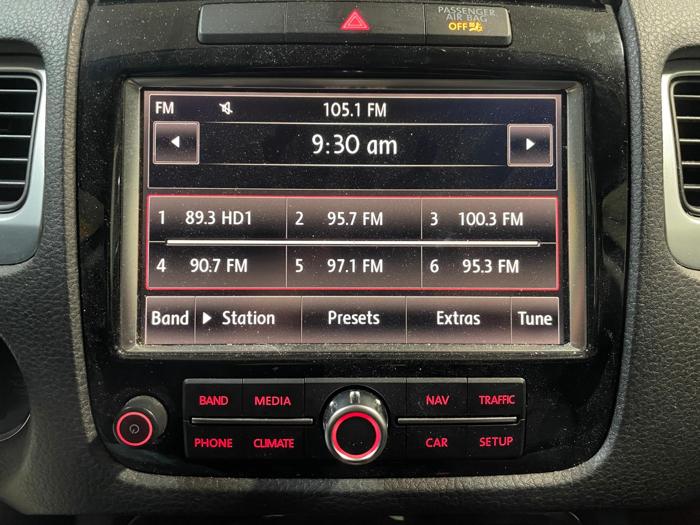 PASSENGER
AIR BAG
OFF
FM 105.1 FM
9:30 am
1 89.3 HD1 2 95.7 FM 3 100.3 FM
4 90.7 FM 5 97.1 FM 6 95.3 FM
Band Station Presets Extras Tune
BAND MEDIA NAV TRAFFIC
PHONE CLIMATE CAR SETUP